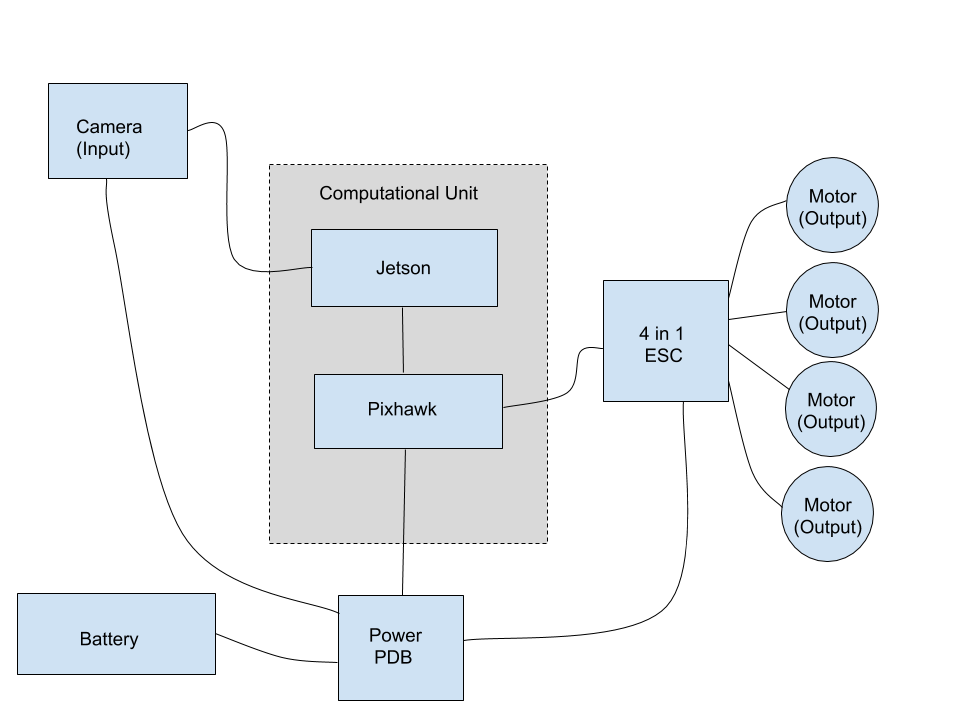 Camera
(Input)
Computational Unit
Jetson
Pixhawk
4 in 1
ESC
Motor
(Output)
Motor
(Output)
Motor
(Output)
Motor
(Output)
Battery
Power
PDB